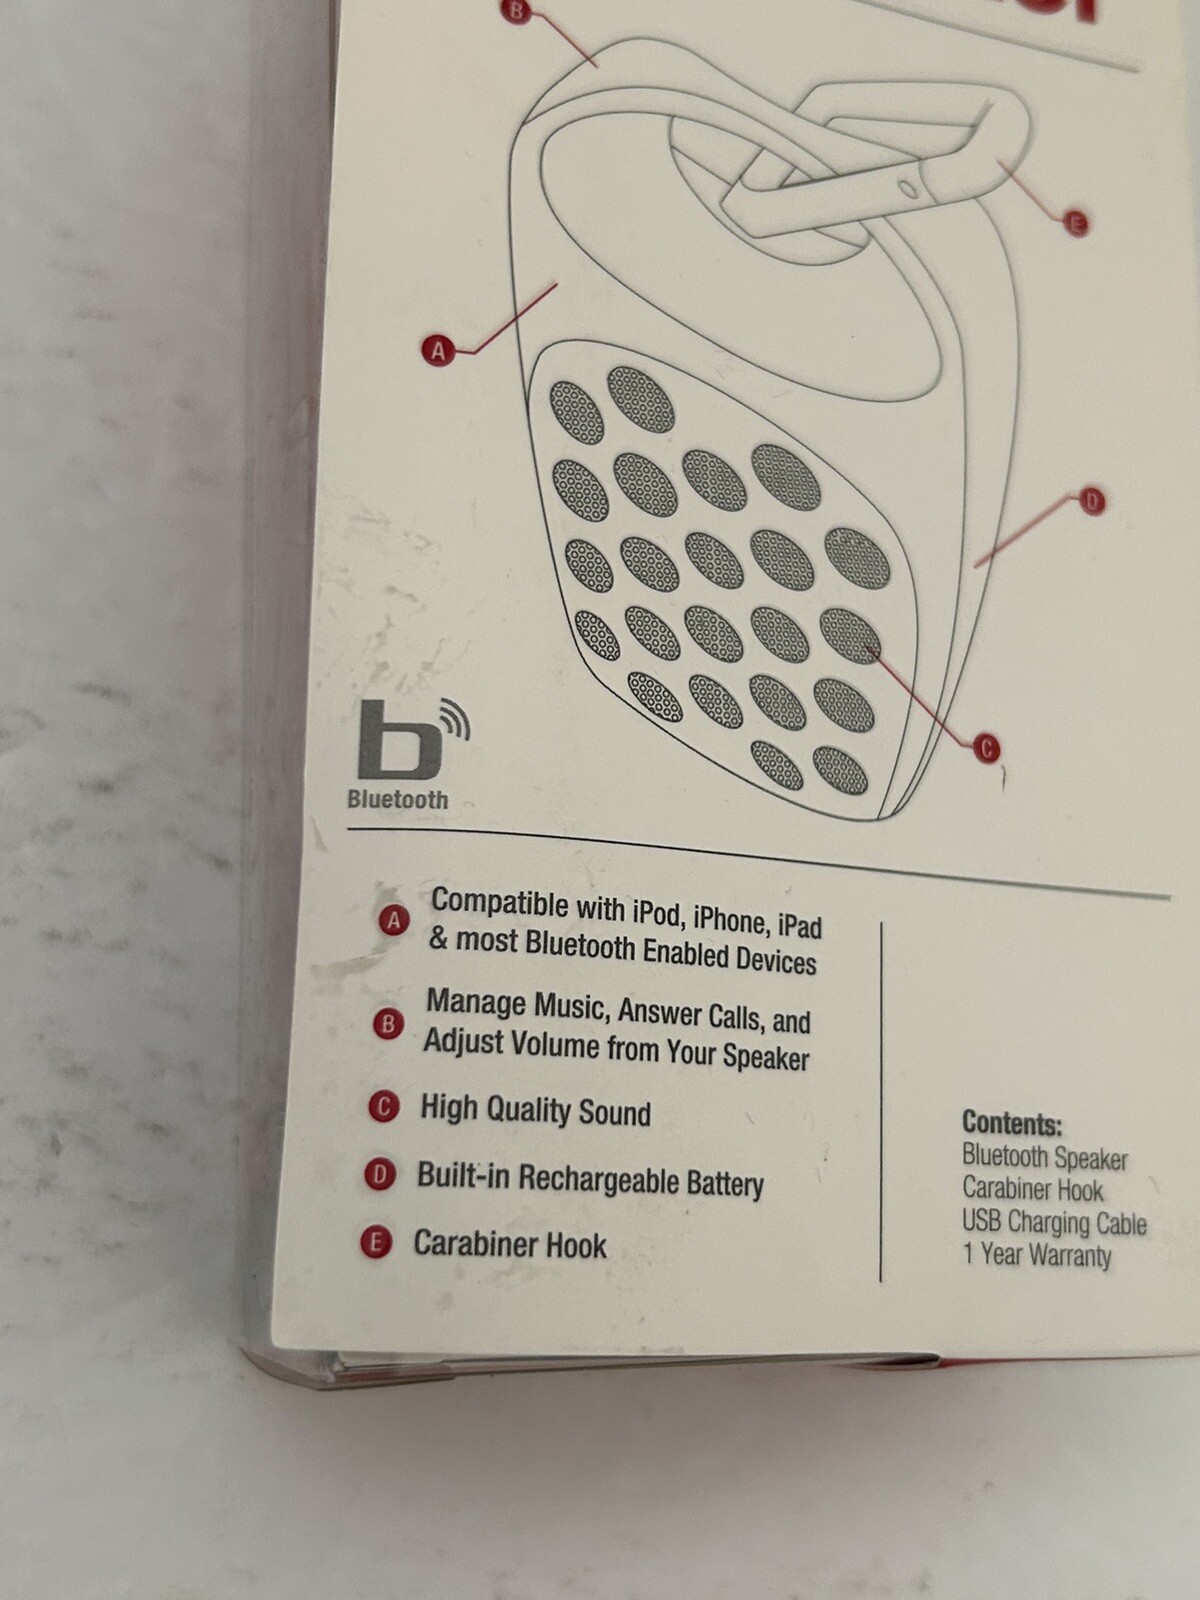 B
E
A
D
C
Bluetooth
A Compatible with iPod, iPhone, iPad
& most Bluetooth Enabled Devices
B Manage Music, Answer Calls, and
Adjust Volume from Your Speaker
C High Quality Sound
D Built-in Rechargeable Battery
E Carabiner Hook
Contents:
Bluetooth Speaker
Carabiner Hook
USB Charging Cable
1 Year Warranty